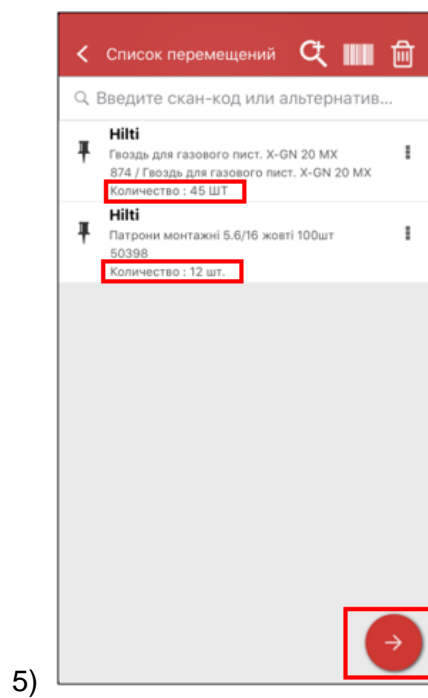 Список перемещений
Введите скан-код или альтернатив...
Hilti
Гвоздь для газового пист. X-GN 20 MX
874 / Гвоздь для газового пист. X-GN 20 MX
Количество : 45 ШТ
Hilti
Патрони монтажні 5.6/16 жовті 100шт
50398
Количество : 12 шт.
5)